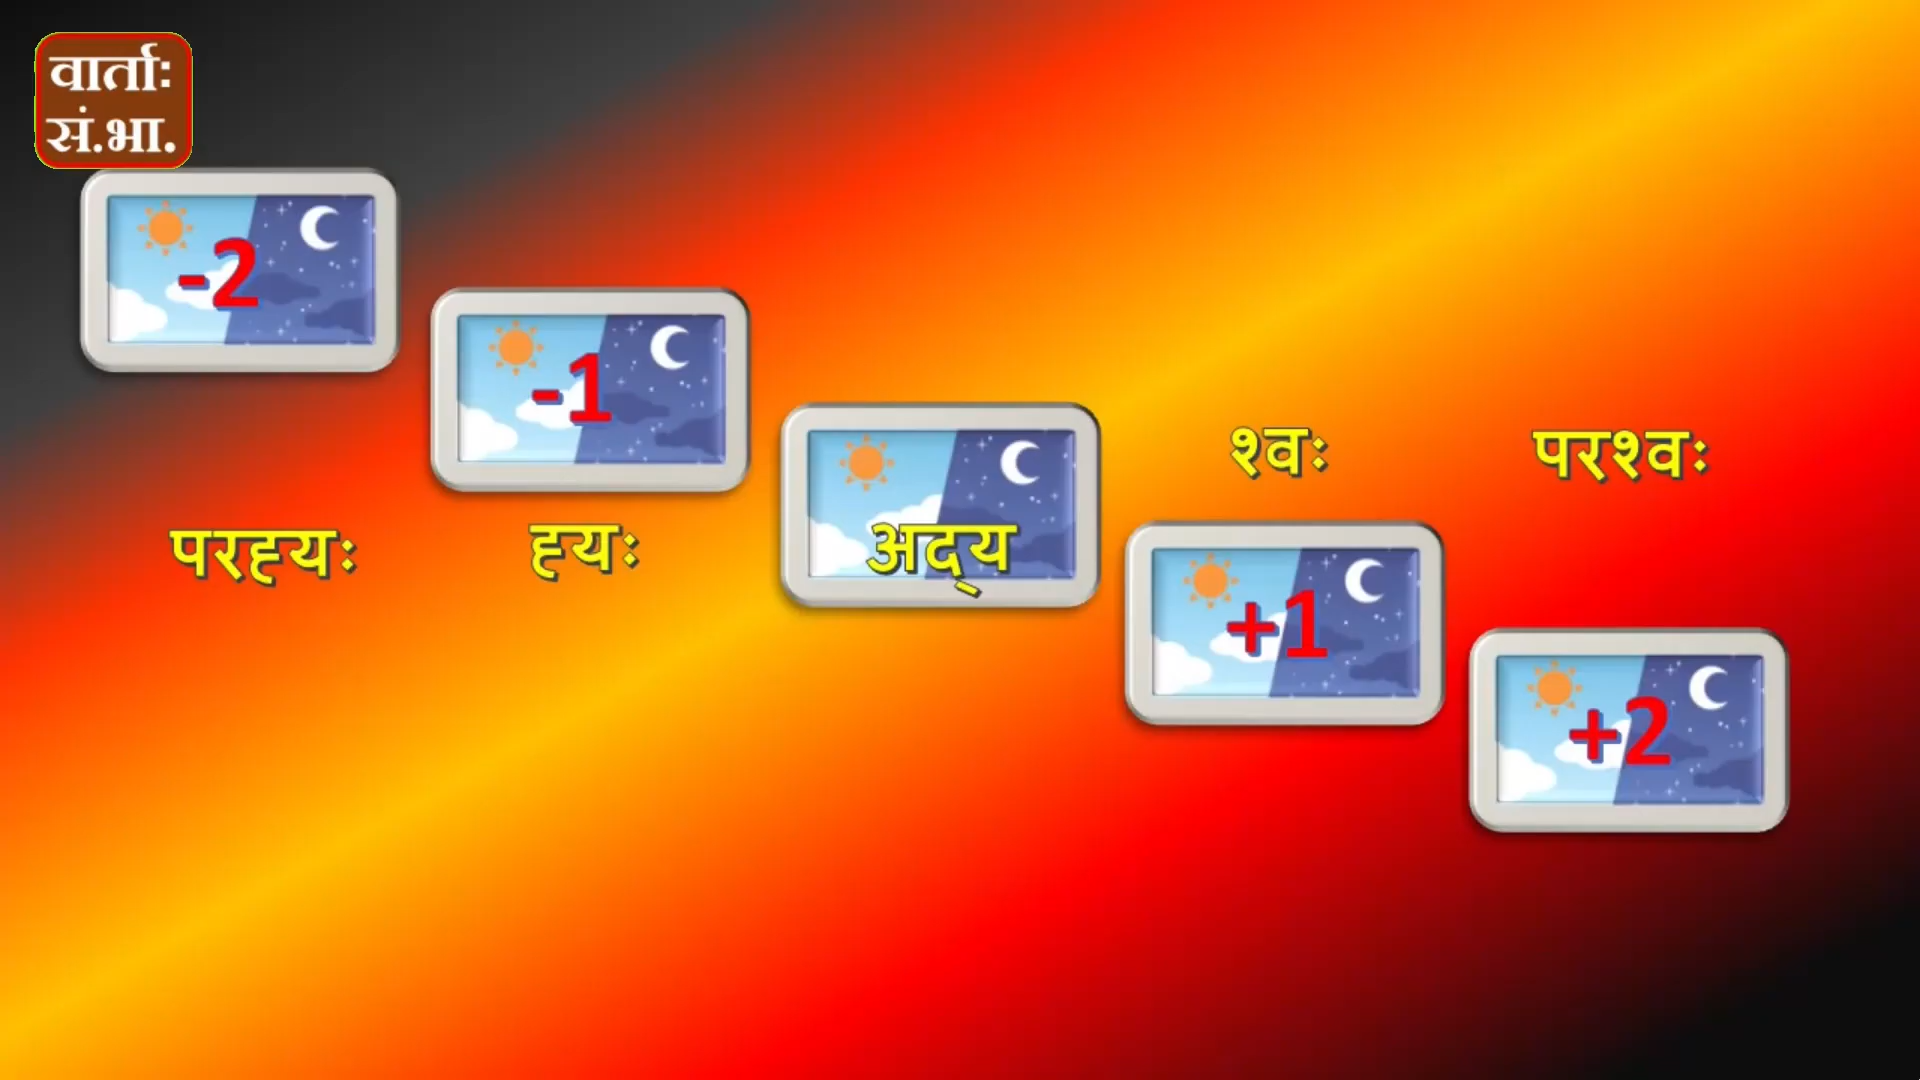 वार्ताः
सं.भा.
-2
-1
श्वः
परश्वः
परह्यः
ह्यः
अद्य
+1
+2